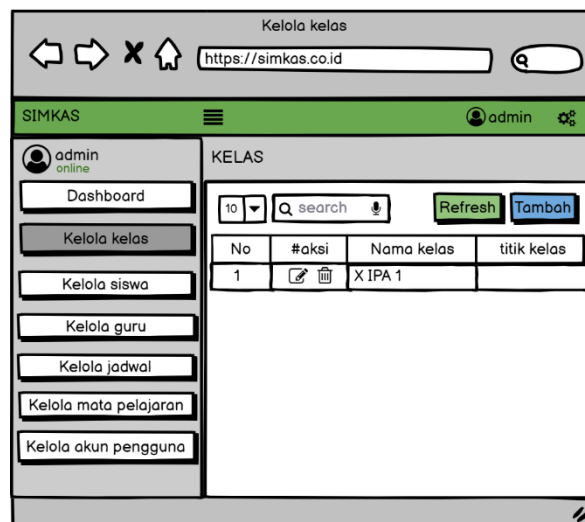 Kelola kelas
https://simkas.co.id
SIMKAS
admin
admin
online
KELAS
Dashboard
Kelola kelas
Kelola siswa
Kelola guru
Kelola jadwal
Kelola mata pelajaran
Kelola akun pengguna
10
search
Refresh
Tambah
No #aksi Nama kelas titik kelas
1 X IPA 1